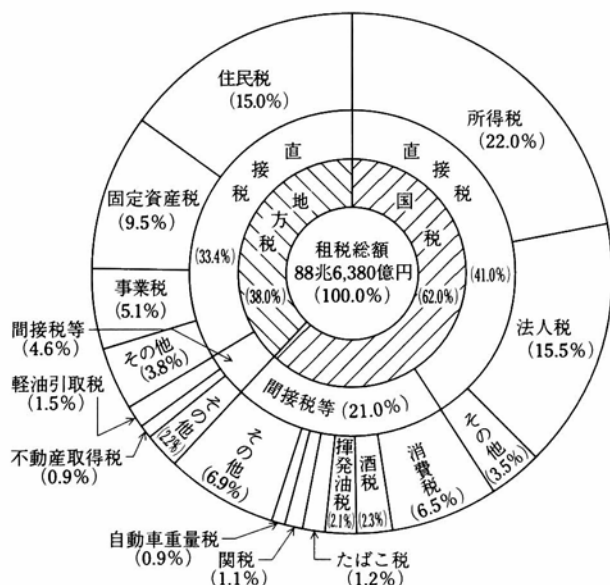 租税総額
88兆6,380億円
(100.0%)
国税
(62.0%)
地方税
(38.0%)
直接税
(41.0%)
間接税等 (21.0%)
直接税
(33.4%)
間接税等
(4.6%)
所得税
(22.0%)
法人税
(15.5%)
その他
(3.5%)
消費税
(6.5%)
酒税
(2.3%)
揮発油税
(2.1%)
たばこ税
(1.2%)
関税
(1.1%)
自動車重量税
(0.9%)
その他
(6.9%)
その他
(2.2%)
不動産取得税
(0.9%)
軽油引取税
(1.5%)
その他
(3.8%)
事業税
(5.1%)
固定資産税
(9.5%)
住民税
(15.0%)